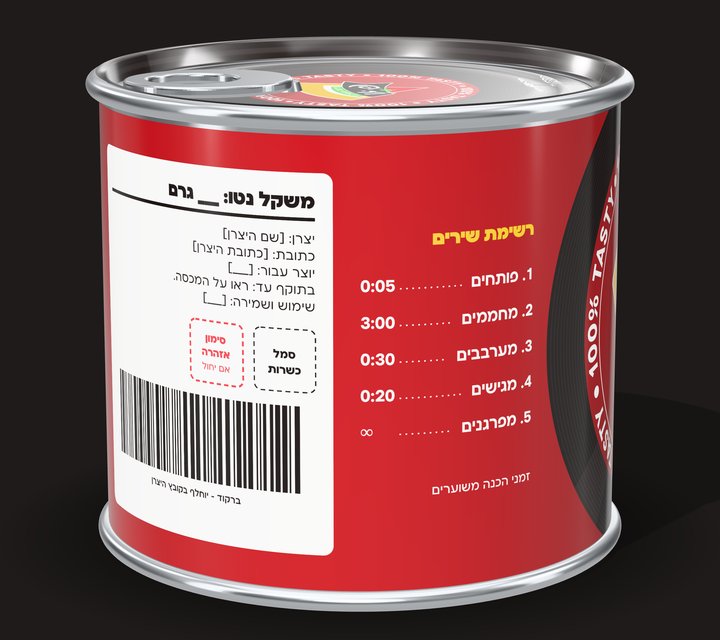 100% TASTY
משקל נטו: __ גרם
יצרן: [שם היצרן]
כתובת: [כתובת היצרן]
יוצר עבור: [__]
בתוקף עד: ראו על המכסה.
שימוש ושמירה: [__]
סמל
כשרות
סימון
אזהרה
אם יחול
ברקוד - יוחלף בקובץ היצרן
רשימת שירים
1. פותחים .......... 0:05
2. מחממים ......... 3:00
3. מערבבים ........ 0:30
4. מגישים ........... 0:20
5. מפרגנים ......... ∞
זמני הכנה משוערים
100% TASTY